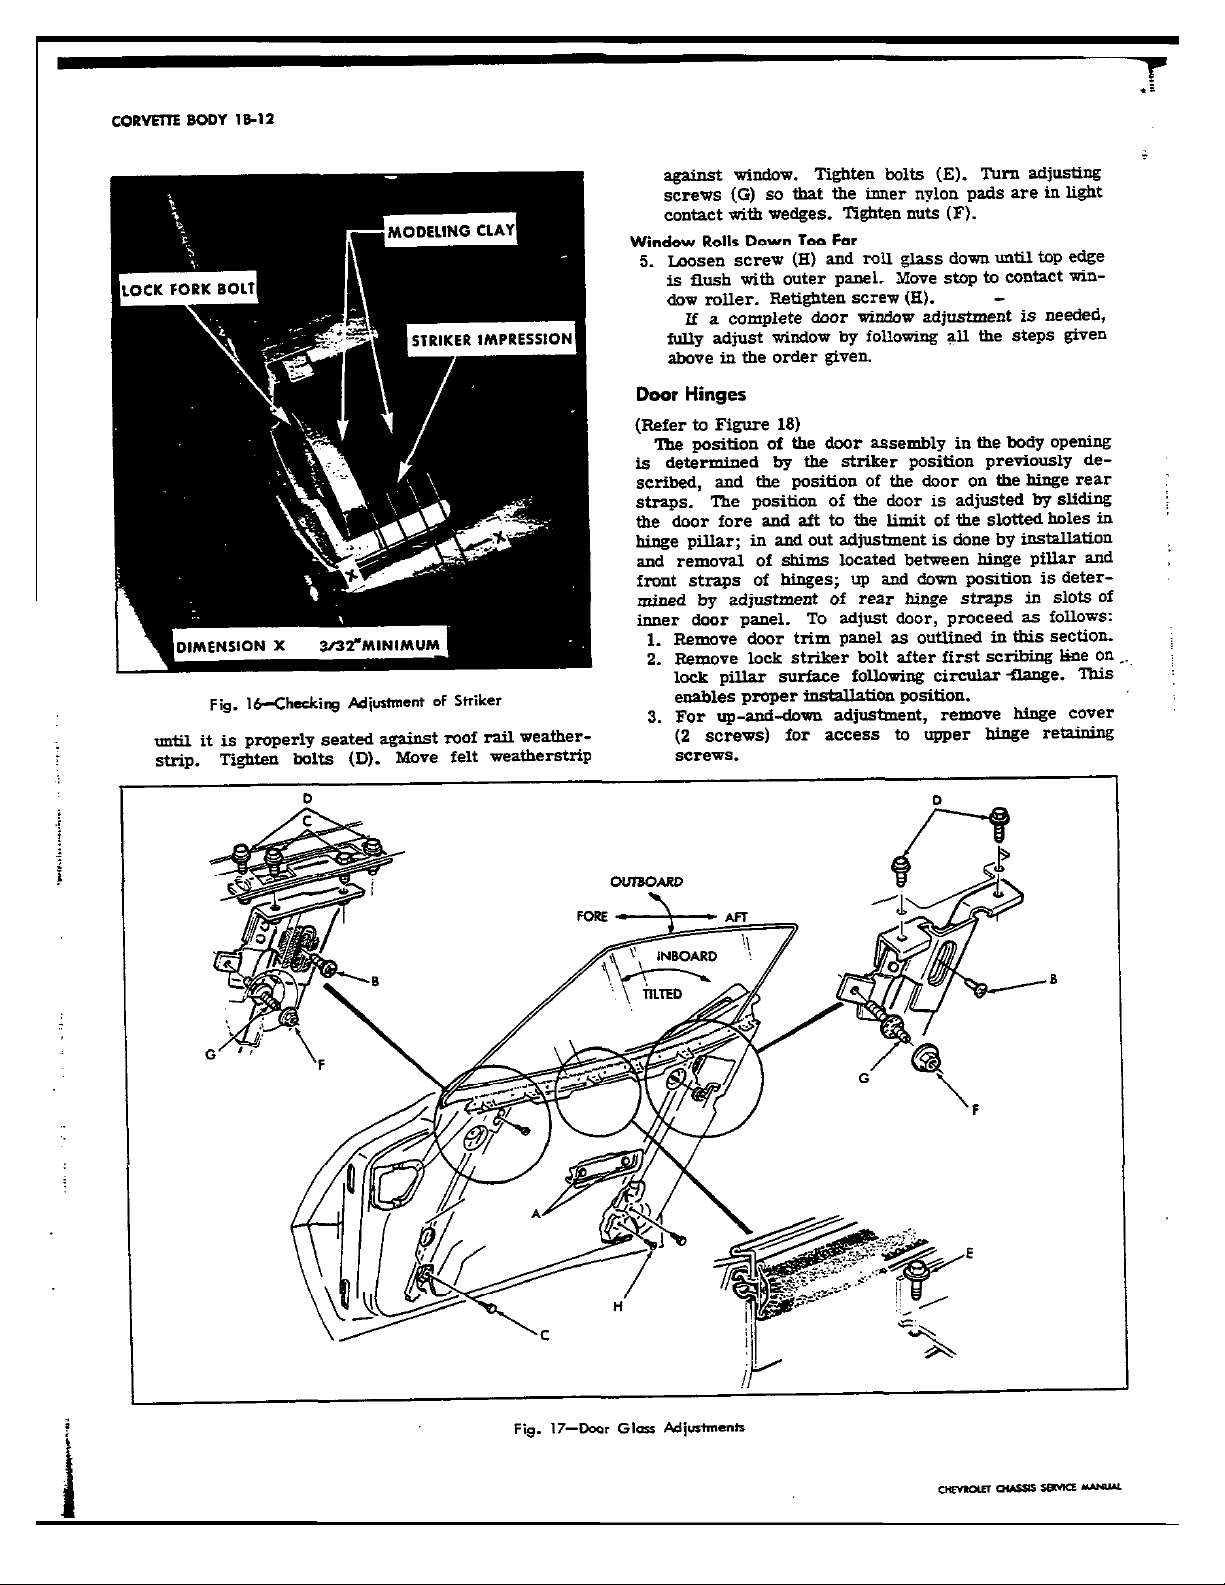 CORVETTE BODY 1B-12
MODELING CLAY
LOCK FORK BOLT
STRIKER IMPRESSION
X
X
DIMENSION X 3/32"MINIMUM
Fig. 16—Checking Adjustment of Striker
until it is properly seated against roof rail weather-
strip. Tighten bolts (D). Move felt weatherstrip
against window. Tighten bolts (E). Turn adjusting
screws (G) so that the inner nylon pads are in light
contact with wedges. Tighten nuts (F).
Window Rolls Down Too Far
5. Loosen screw (H) and roll glass down until top edge
is flush with outer panel. Move stop to contact win-
dow roller. Retighten screw (H).
If a complete door window adjustment is needed,
fully adjust window by following all the steps given
above in the order given.
Door Hinges
(Refer to Figure 18)
The position of the door assembly in the body opening
is determined by the striker position previously de-
scribed, and the position of the door on the hinge rear
straps. The position of the door is adjusted by sliding
the door fore and aft to the limit of the slotted holes in
hinge pillar; in and out adjustment is done by installation
and removal of shims located between hinge pillar and
front straps of hinges; up and down position is deter-
mined by adjustment of rear hinge straps in slots of
inner door panel. To adjust door, proceed as follows:
1. Remove door trim panel as outlined in this section.
2. Remove lock striker bolt after first scribing line on
lock pillar surface following circular flange. This
enables proper installation position.
3. For up-and-down adjustment, remove hinge cover
(2 screws) for access to upper hinge retaining
screws.
D
C
B
G
F
OUTBOARD
FORE
AFT
INBOARD
TILTED
D
B
G
F
A
H
C
E
Fig. 17—Door Glass Adjustments
CHEVROLET CHASSIS SERVICE MANUAL